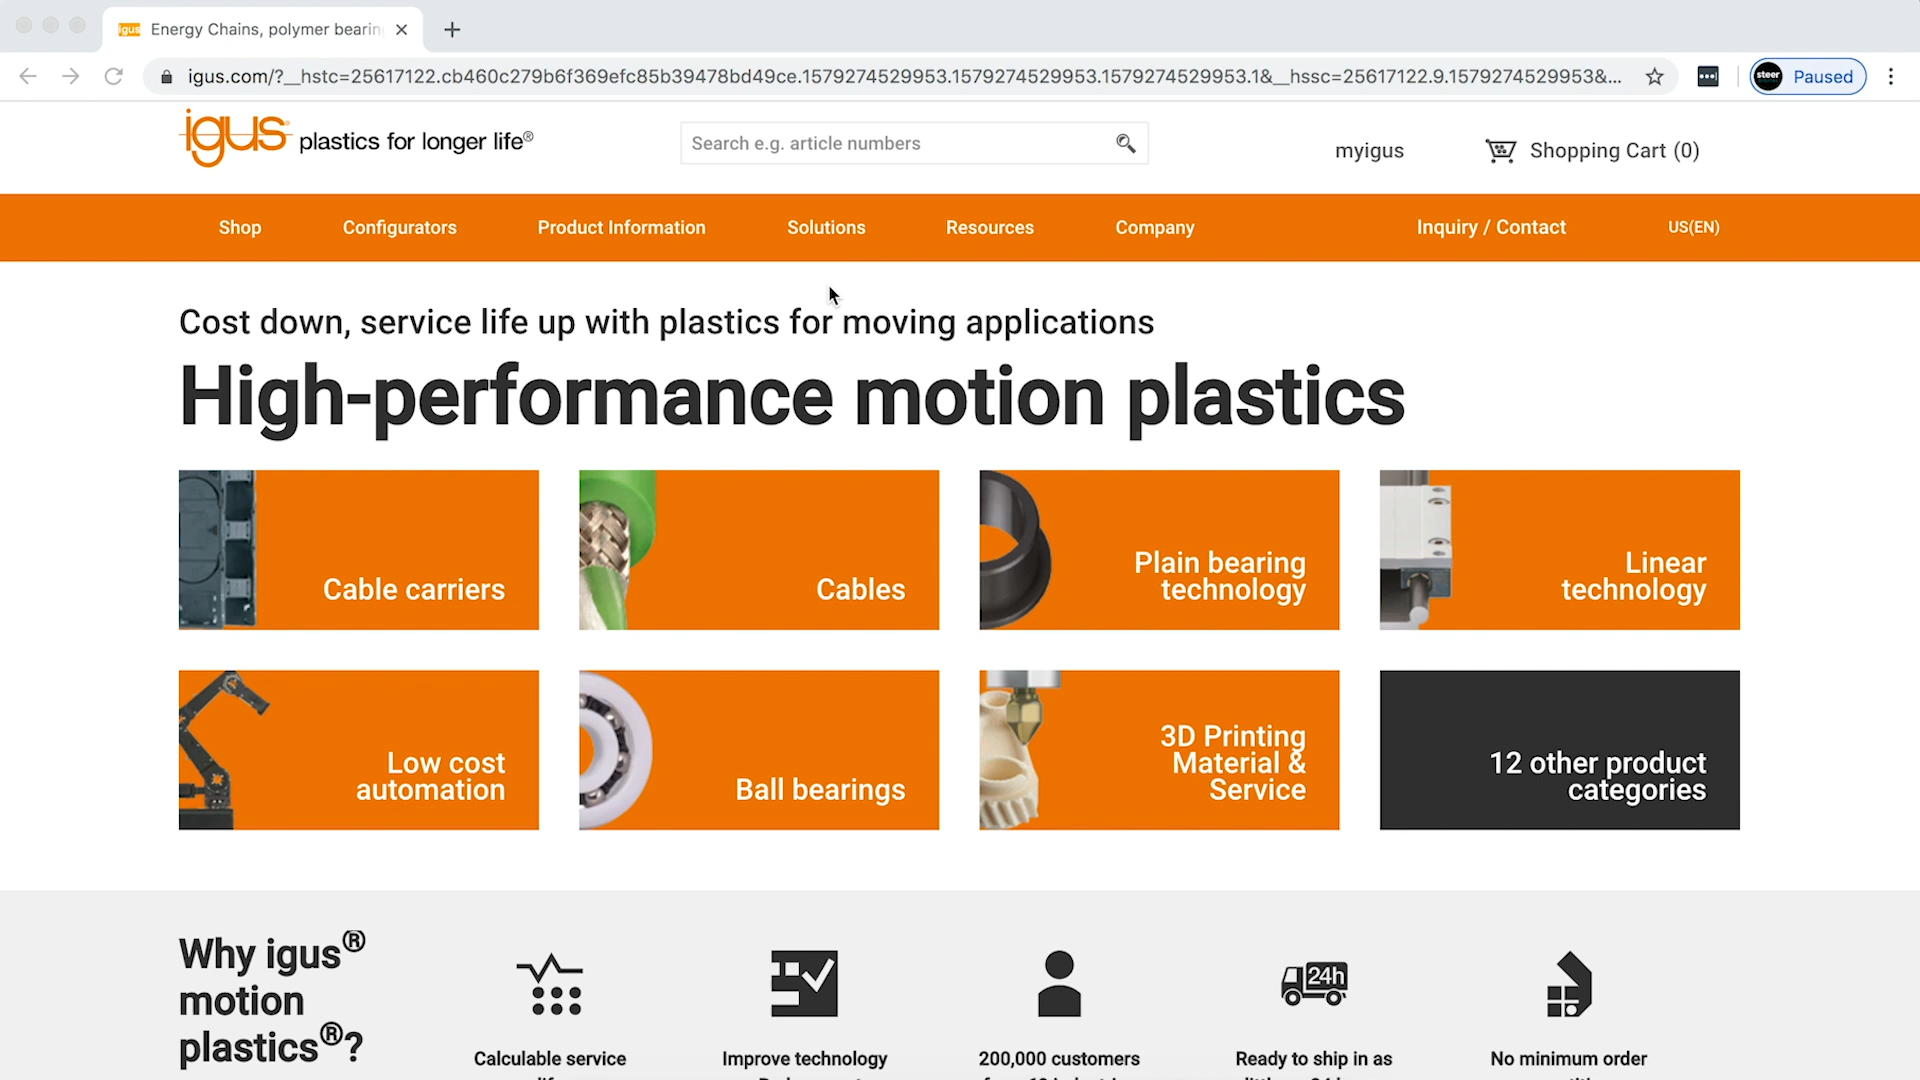 igus Energy Chains, polymer bearin
igus.com/?__hstc=25617122.cb460c279b6f369efc85b39478bd49ce.1579274529953.1579274529953.1579274529953.1&__hssc=25617122.9.1579274529953&...
steer Paused
igus® plastics for longer life®
Search e.g. article numbers
myigus
Shopping Cart (0)
Shop Configurators Product Information Solutions Resources Company Inquiry / Contact US(EN)
Cost down, service life up with plastics for moving applications
High-performance motion plastics
Cable carriers
Cables
Plain bearing
technology
Linear
technology
Low cost
automation
Ball bearings
3D Printing
Material &
Service
12 other product
categories
Why igus®
motion
plastics®?
24h
Calculable service
Improve technology
200,000 customers
Ready to ship in as
No minimum order